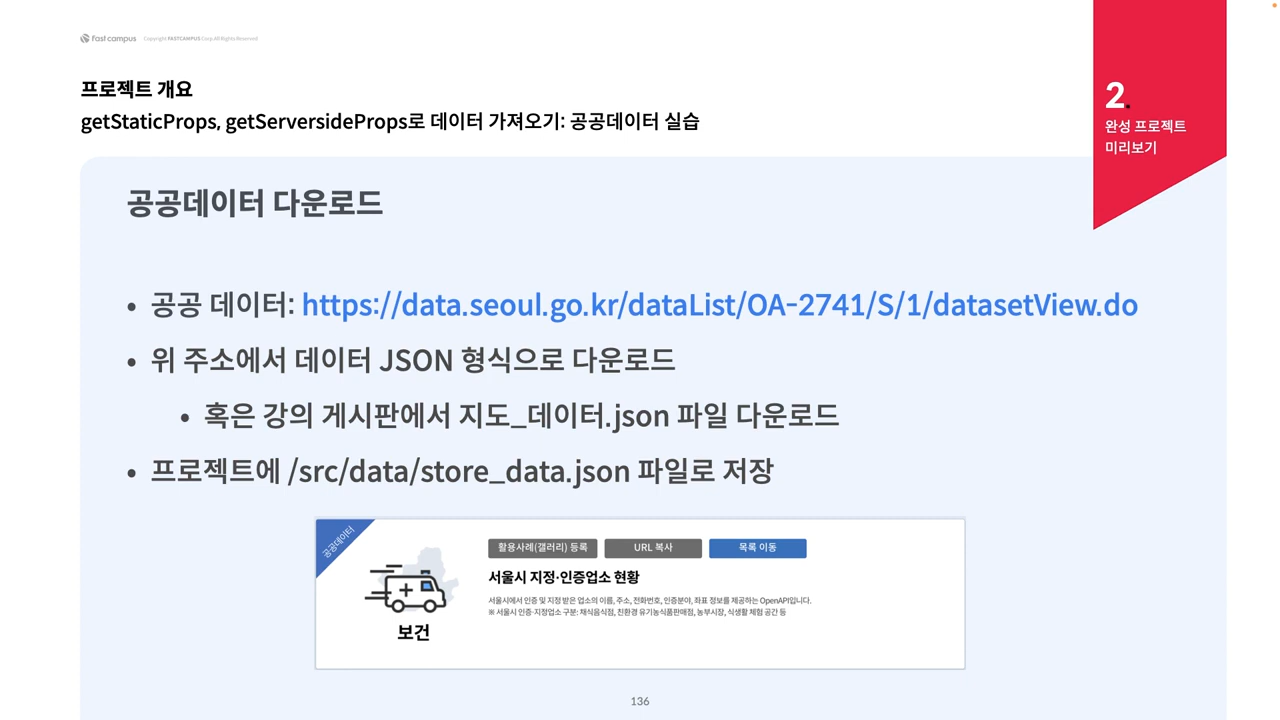 fast campus Copyright FASTCAMPUS Corp. All Rights Reserved
프로젝트 개요
getStaticProps, getServersideProps로 데이터 가져오기: 공공데이터 실습
2.
완성 프로젝트
미리보기
공공데이터 다운로드
• 공공 데이터: https://data.seoul.go.kr/dataList/OA-2741/S/1/datasetView.do
• 위 주소에서 데이터 JSON 형식으로 다운로드
• 혹은 강의 게시판에서 지도_데이터.json 파일 다운로드
• 프로젝트에 /src/data/store_data.json 파일로 저장
공공데이터
보건
활용사례(갤러리) 등록 URL 복사 목록 이동
서울시 지정·인증업소 현황
서울시에서 인증 및 지정 받은 업소의 이름, 주소, 전화번호, 인증분야, 좌표 정보를 제공하는 OpenAPI입니다.
※ 서울시 인증·지정업소 구분: 채식음식점, 친환경 유기농식품판매점, 농부시장, 식생활 체험 공간 등
136